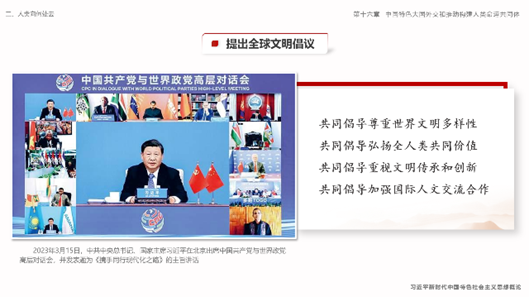 二、人类何处去
第十六章 中国特色大国外交和推动构建人类命运共同体
提出全球文明倡议
中国共产党与世界政党高层对话会
CPC IN DIALOGUE WITH WORLD POLITICAL PARTIES HIGH-LEVEL MEETING
共同倡导尊重世界文明多样性
共同倡导弘扬全人类共同价值
共同倡导重视文明传承和创新
共同倡导加强国际人文交流合作
2023年3月15日，中共中央总书记、国家主席习近平在北京出席中国共产党与世界政党
高层对话会，并发表题为《携手同行现代化之路》的主旨讲话
习近平新时代中国特色社会主义思想概论